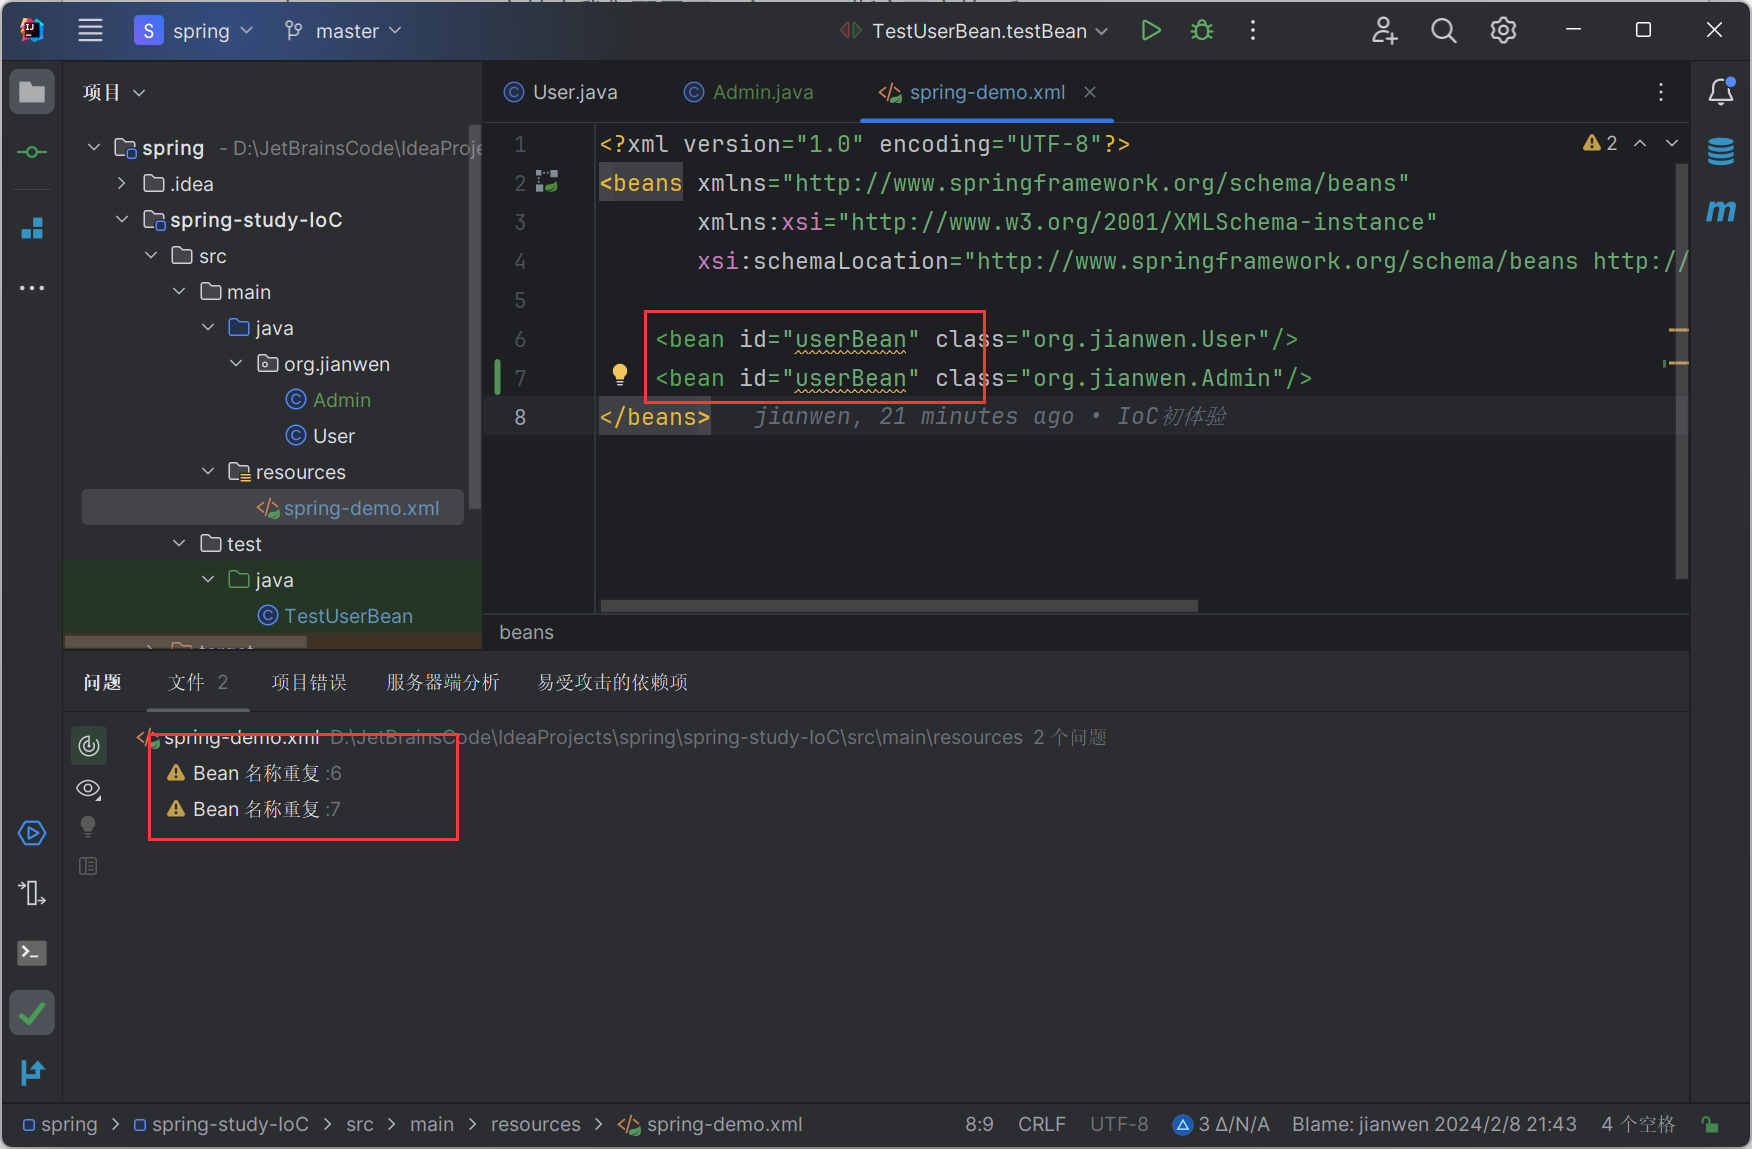 S spring master TestUserBean.testBean
项目
User.java Admin.java spring-demo.xml
spring - D:\JetBrainsCode\IdeaProje
.idea
spring-study-IoC
src
main
java
org.jianwen
Admin
User
resources
spring-demo.xml
test
java
TestUserBean
target
2
1 <?xml version="1.0" encoding="UTF-8"?>
2 <beans xmlns="http://www.springframework.org/schema/beans"
3 xmlns:xsi="http://www.w3.org/2001/XMLSchema-instance"
4 xsi:schemaLocation="http://www.springframework.org/schema/beans http://
5
6 <bean id="userBean" class="org.jianwen.User"/>
7 <bean id="userBean" class="org.jianwen.Admin"/>
8 </beans> jianwen, 21 minutes ago • IoC初体验
beans
问题 文件 2 项目错误 服务器端分析 易受攻击的依赖项
spring-demo.xml D:\JetBrainsCode\IdeaProjects\spring\spring-study-IoC\src\main\resources 2 个问题
Bean 名称重复 :6
Bean 名称重复 :7
spring > spring-study-IoC > src > main > resources > spring-demo.xml 8:9 CRLF UTF-8 3 Δ/N/A Blame: jianwen 2024/2/8 21:43 4 个空格